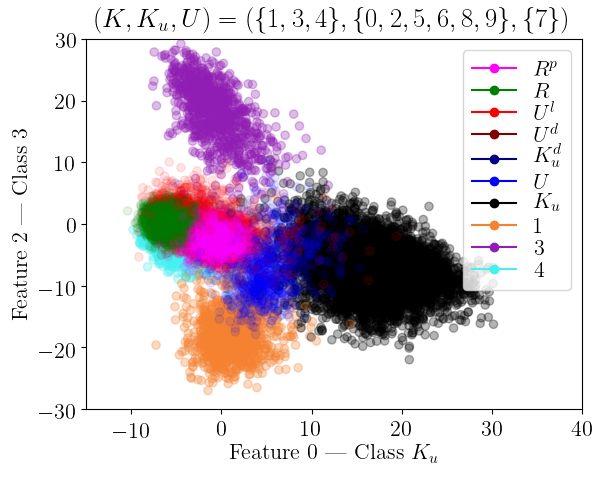 (K, K_u, U) = ({1, 3, 4}, {0, 2, 5, 6, 8, 9}, {7})
30
20
10
0
−10
−20
−30
Feature 2 — Class 3
R^p
R
U^l
U^d
K_u^d
U
K_u
1
3
4
−10
0
10
20
30
40
Feature 0 — Class K_u